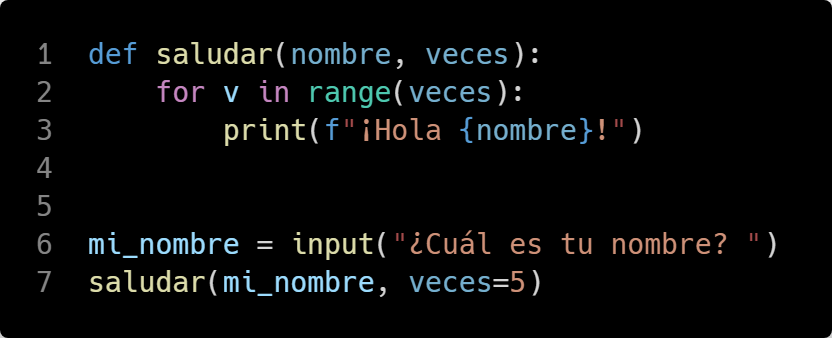 1 def saludar(nombre, veces):
2     for v in range(veces):
3         print(f"¡Hola {nombre}!")
4
5
6 mi_nombre = input("¿Cuál es tu nombre? ")
7 saludar(mi_nombre, veces=5)